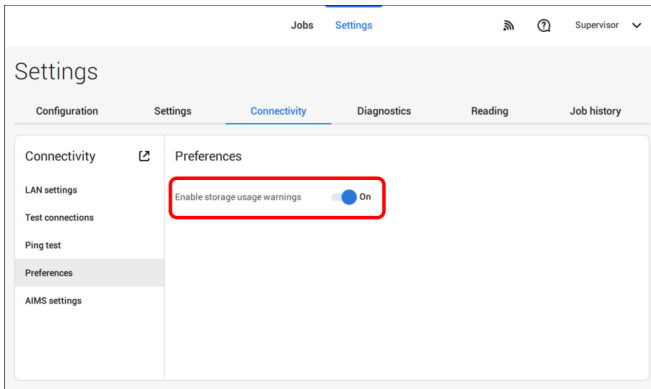 Jobs Settings Supervisor
Settings
Configuration Settings Connectivity Diagnostics Reading Job history
Connectivity
Preferences
LAN settings
Enable storage usage warnings On
Test connections
Ping test
Preferences
AIMS settings